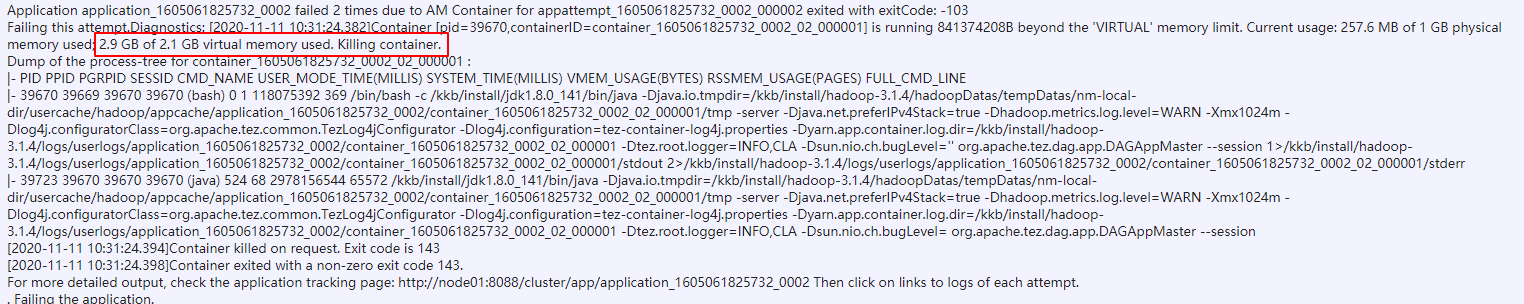 Application application_1605061825732_0002 failed 2 times due to AM Container for appattempt_1605061825732_0002_000002 exited with exitCode: -103
Failing this attempt.Diagnostics: [2020-11-11 10:31:24.382]Container [pid=39670,containerID=container_1605061825732_0002_02_000001] is running 841374208B beyond the 'VIRTUAL' memory limit. Current usage: 257.6 MB of 1 GB physical
memory used; 2.9 GB of 2.1 GB virtual memory used. Killing container.
Dump of the process-tree for container_1605061825732_0002_02_000001 :
|- PID PPID PGRPID SESSID CMD_NAME USER_MODE_TIME(MILLIS) SYSTEM_TIME(MILLIS) VMEM_USAGE(BYTES) RSSMEM_USAGE(PAGES) FULL_CMD_LINE
|- 39670 39669 39670 39670 (bash) 0 1 118075392 369 /bin/bash -c /kkb/install/jdk1.8.0_141/bin/java -Djava.io.tmpdir=/kkb/install/hadoop-3.1.4/hadoopDatas/tempDatas/nm-local-
dir/usercache/hadoop/appcache/application_1605061825732_0002/container_1605061825732_0002_02_000001/tmp -server -Djava.net.preferIPv4Stack=true -Dhadoop.metrics.log.level=WARN -Xmx1024m -
Dlog4j.configuratorClass=org.apache.tez.common.TezLog4jConfigurator -Dlog4j.configuration=tez-container-log4j.properties -Dyarn.app.container.log.dir=/kkb/install/hadoop-
3.1.4/logs/userlogs/application_1605061825732_0002/container_1605061825732_0002_02_000001 -Dtez.root.logger=INFO,CLA -Dsun.nio.ch.bugLevel='' org.apache.tez.dag.app.DAGAppMaster --session 1>/kkb/install/hadoop-
3.1.4/logs/userlogs/application_1605061825732_0002/container_1605061825732_0002_02_000001/stdout 2>/kkb/install/hadoop-3.1.4/logs/userlogs/application_1605061825732_0002/container_1605061825732_0002_02_000001/stderr
|- 39723 39670 39670 39670 (java) 524 68 2978156544 65572 /kkb/install/jdk1.8.0_141/bin/java -Djava.io.tmpdir=/kkb/install/hadoop-3.1.4/hadoopDatas/tempDatas/nm-local-
dir/usercache/hadoop/appcache/application_1605061825732_0002/container_1605061825732_0002_02_000001/tmp -server -Djava.net.preferIPv4Stack=true -Dhadoop.metrics.log.level=WARN -Xmx1024m -
Dlog4j.configuratorClass=org.apache.tez.common.TezLog4jConfigurator -Dlog4j.configuration=tez-container-log4j.properties -Dyarn.app.container.log.dir=/kkb/install/hadoop-
3.1.4/logs/userlogs/application_1605061825732_0002/container_1605061825732_0002_02_000001 -Dtez.root.logger=INFO,CLA -Dsun.nio.ch.bugLevel= org.apache.tez.dag.app.DAGAppMaster --session
[2020-11-11 10:31:24.394]Container killed on request. Exit code is 143
[2020-11-11 10:31:24.398]Container exited with a non-zero exit code 143.
For more detailed output, check the application tracking page: http://node01:8088/cluster/app/application_1605061825732_0002 Then click on links to logs of each attempt.
. Failing the application.